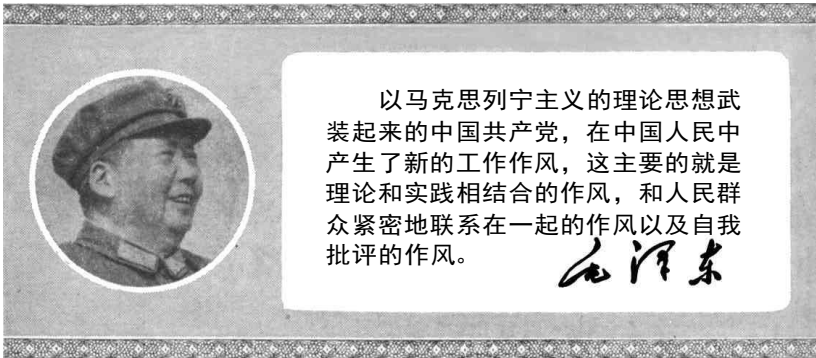 以马克思列宁主义的理论思想武
装起来的中国共产党，在中国人民中
产生了新的工作作风，这主要的就是
理论和实践相结合的作风，和人民群
众紧密地联系在一起的作风以及自我
批评的作风。
毛泽东